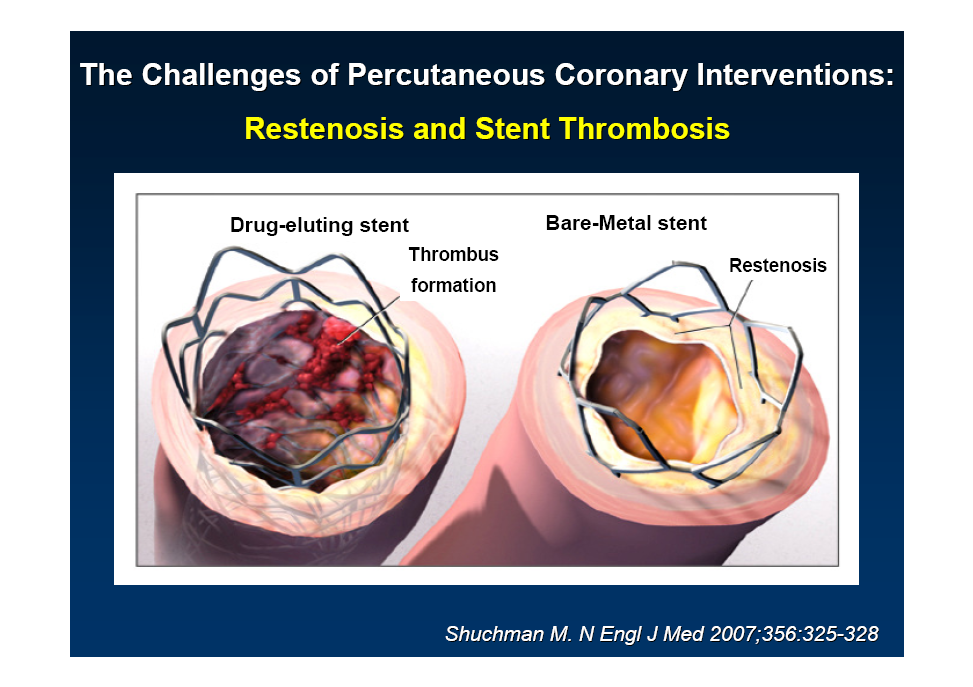 The Challenges of Percutaneous Coronary Interventions:
Restenosis and Stent Thrombosis
Drug-eluting stent
Thrombus
formation
Bare-Metal stent
Restenosis
Shuchman M. N Engl J Med 2007;356:325-328